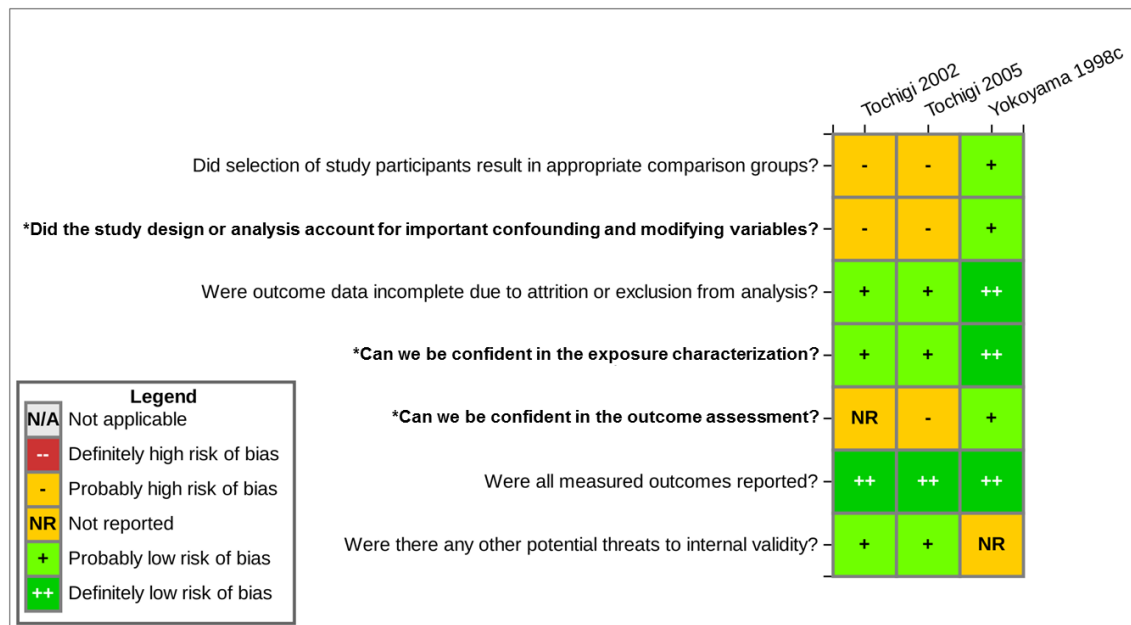 Tochigi 2002
Tochigi 2005
Yokoyama 1998c
Did selection of study participants result in appropriate comparison groups? - - +
*Did the study design or analysis account for important confounding and modifying variables? - - +
Were outcome data incomplete due to attrition or exclusion from analysis? + + ++
*Can we be confident in the exposure characterization? + + ++
*Can we be confident in the outcome assessment? NR - +
Were all measured outcomes reported? ++ ++ ++
Were there any other potential threats to internal validity? + + NR
Legend
N/A Not applicable
-- Definitely high risk of bias
- Probably high risk of bias
NR Not reported
+ Probably low risk of bias
++ Definitely low risk of bias